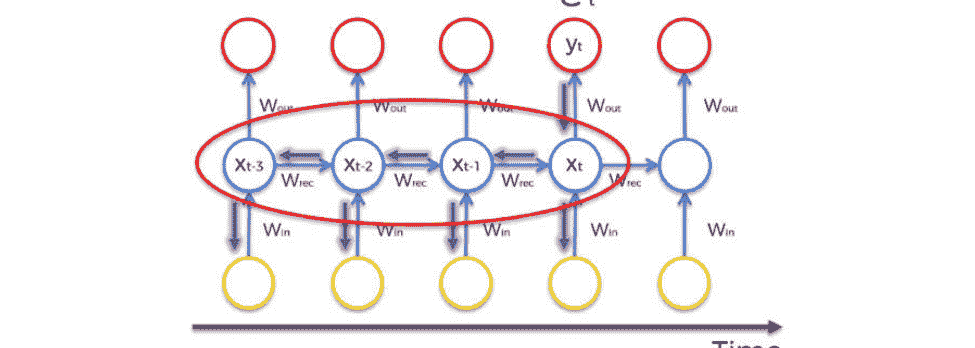 yt
Wout Wout Wout Wout Wout
Xt-3 Xt-2 Xt-1 Xt
Wrec Wrec Wrec Wrec
Win Win Win Win Win